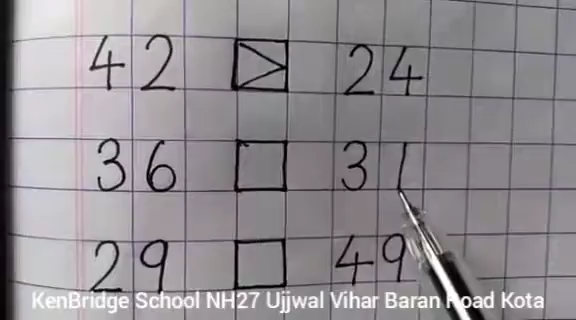 42 > 24
36 □ 31
29 □ 49
KenBridge School NH27 Ujjwal Vihar Baran Road Kota